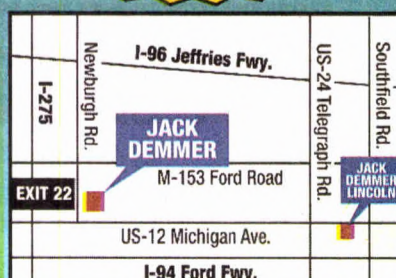 I-96 Jeffries Fwy.
I-275
Newburgh Rd.
US-24 Telegraph Rd.
Southfield Rd.
JACK
DEMMER
JACK
DEMMER
LINCOLN
EXIT 22
M-153 Ford Road
US-12 Michigan Ave.
I-94 Ford Fwy.